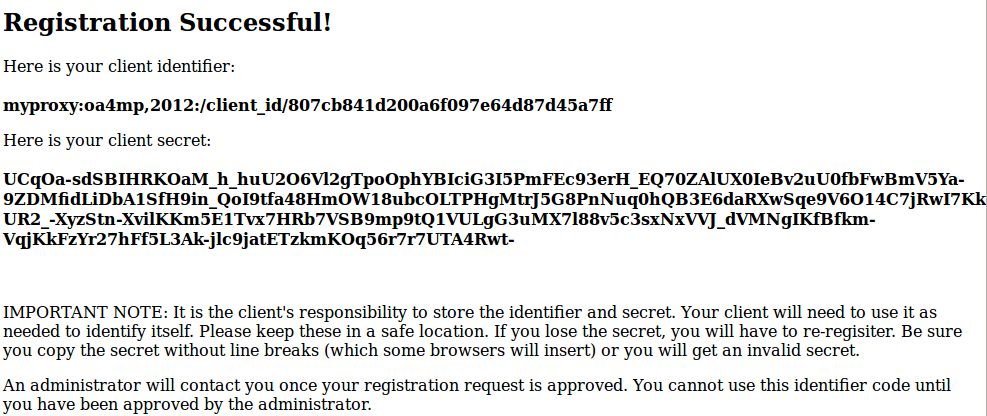 Registration Successful!
Here is your client identifier:
myproxy:oa4mp,2012:/client_id/807cb841d200a6f097e64d87d45a7ff
Here is your client secret:
UCqOa-sdSBIHRKOaM_h_huU2O6Vl2gTpoOphYBIciG3I5PmFEc93erH_EQ70ZAlUX0IeBv2uU0fbFwBmV5Ya-
9ZDMfidLiDbA1SfH9in_QoI9tfa48HmOW18ubcOLTPHgMtrJ5G8PnNuq0hQB3E6daRXwSqe9V6O14C7jRwI7Kk
UR2_-XyzStn-XvilKKm5E1Tvx7HRb7VSB9mp9tQ1VULgG3uMX7l88v5c3sxNxVVJ_dVMNgIKfBfkm-
VqjKkFzYr27hFf5L3Ak-jlc9jatETzkmKOq56r7r7UTA4Rwt-
IMPORTANT NOTE: It is the client's responsibility to store the identifier and secret. Your client will need to use it as
needed to identify itself. Please keep these in a safe location. If you lose the secret, you will have to re-regisiter. Be sure
you copy the secret without line breaks (which some browsers will insert) or you will get an invalid secret.
An administrator will contact you once your registration request is approved. You cannot use this identifier code until
you have been approved by the administrator.